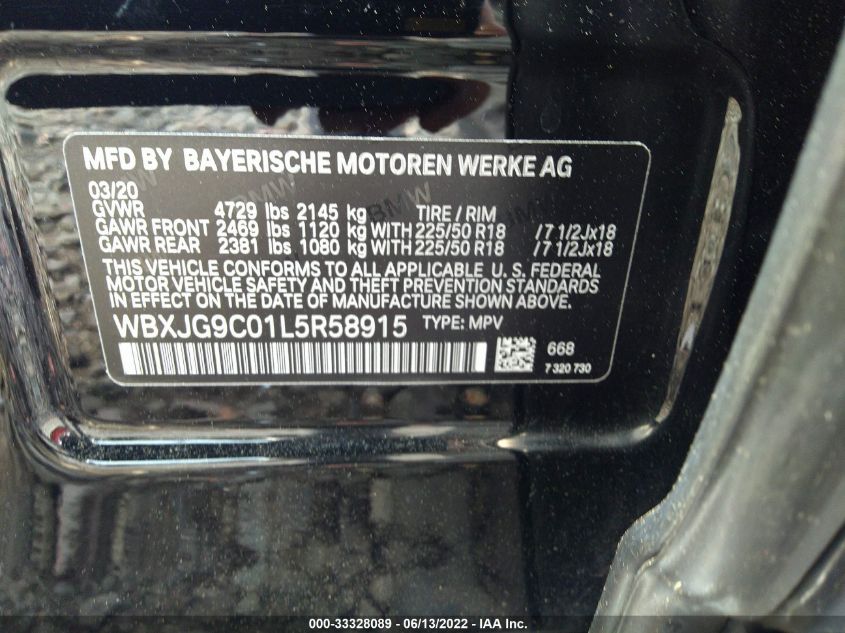 MFD BY BAYERISCHE MOTOREN WERKE AG
03/20
GVWR 4729 lbs 2145 kg TIRE / RIM
GAWR FRONT 2469 lbs 1120 kg WITH 225/50 R18 /7 1/2Jx18
GAWR REAR 2381 lbs 1080 kg WITH 225/50 R18 /7 1/2Jx18
THIS VEHICLE CONFORMS TO ALL APPLICABLE U. S. FEDERAL
MOTOR VEHICLE SAFETY AND THEFT PREVENTION STANDARDS
IN EFFECT ON THE DATE OF MANUFACTURE SHOWN ABOVE.
WBXJG9C01L5R58915 TYPE: MPV
668
7 320 730
000-33328089 - 06/13/2022 - IAA Inc.